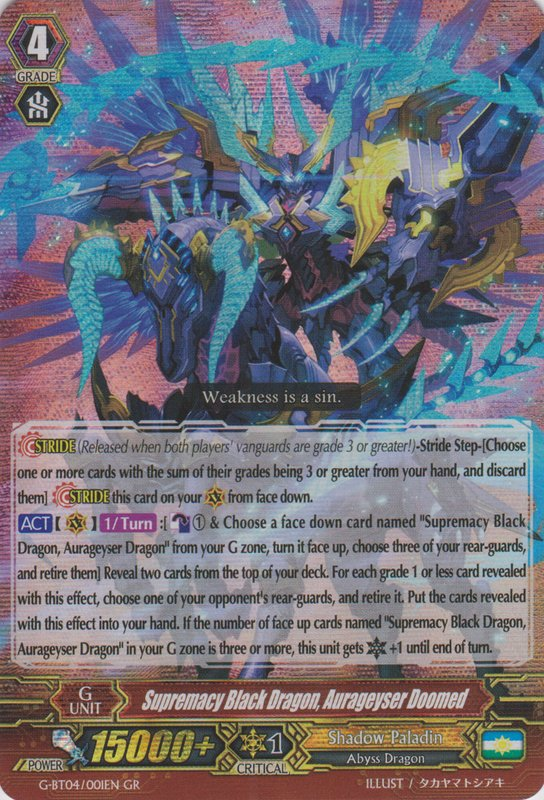 4
GRADE
Weakness is a sin.
STRIDE (Released when both players' vanguards are grade 3 or greater!)-Stride Step-[Choose
one or more cards with the sum of their grades being 3 or greater from your hand, and discard
them] STRIDE this card on your V from face down.
ACT【V】1/Turn :[① & Choose a face down card named "Supremacy Black
Dragon, Aurageyser Dragon" from your G zone, turn it face up, choose three of your rear-guards,
and retire them] Reveal two cards from the top of your deck. For each grade 1 or less card revealed
with this effect, choose one of your opponent's rear-guards, and retire it. Put the cards revealed
with this effect into your hand. If the number of face up cards named "Supremacy Black Dragon,
Aurageyser Dragon" in your G zone is three or more, this unit gets +1 until end of turn.
G
UNIT
Supremacy Black Dragon, Aurageyser Doomed
POWER 15000+
1
CRITICAL
Shadow Paladin
Abyss Dragon
G-BT04/001EN GR
ILLUST / タカヤマトシアキ